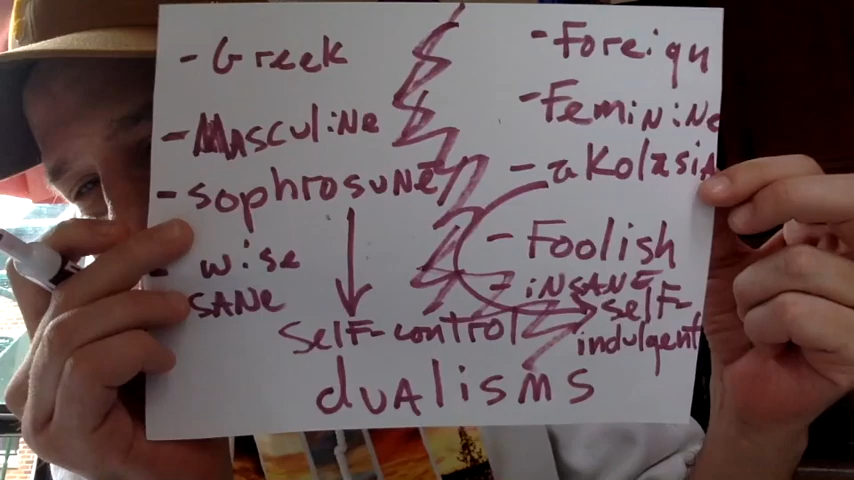 - Greek
- Masculine
- sophrosune
- wise
sane
self-control
- Foreign
- Feminine
- akolasia
- Foolish
- insane
self-
indulgent
dualisms